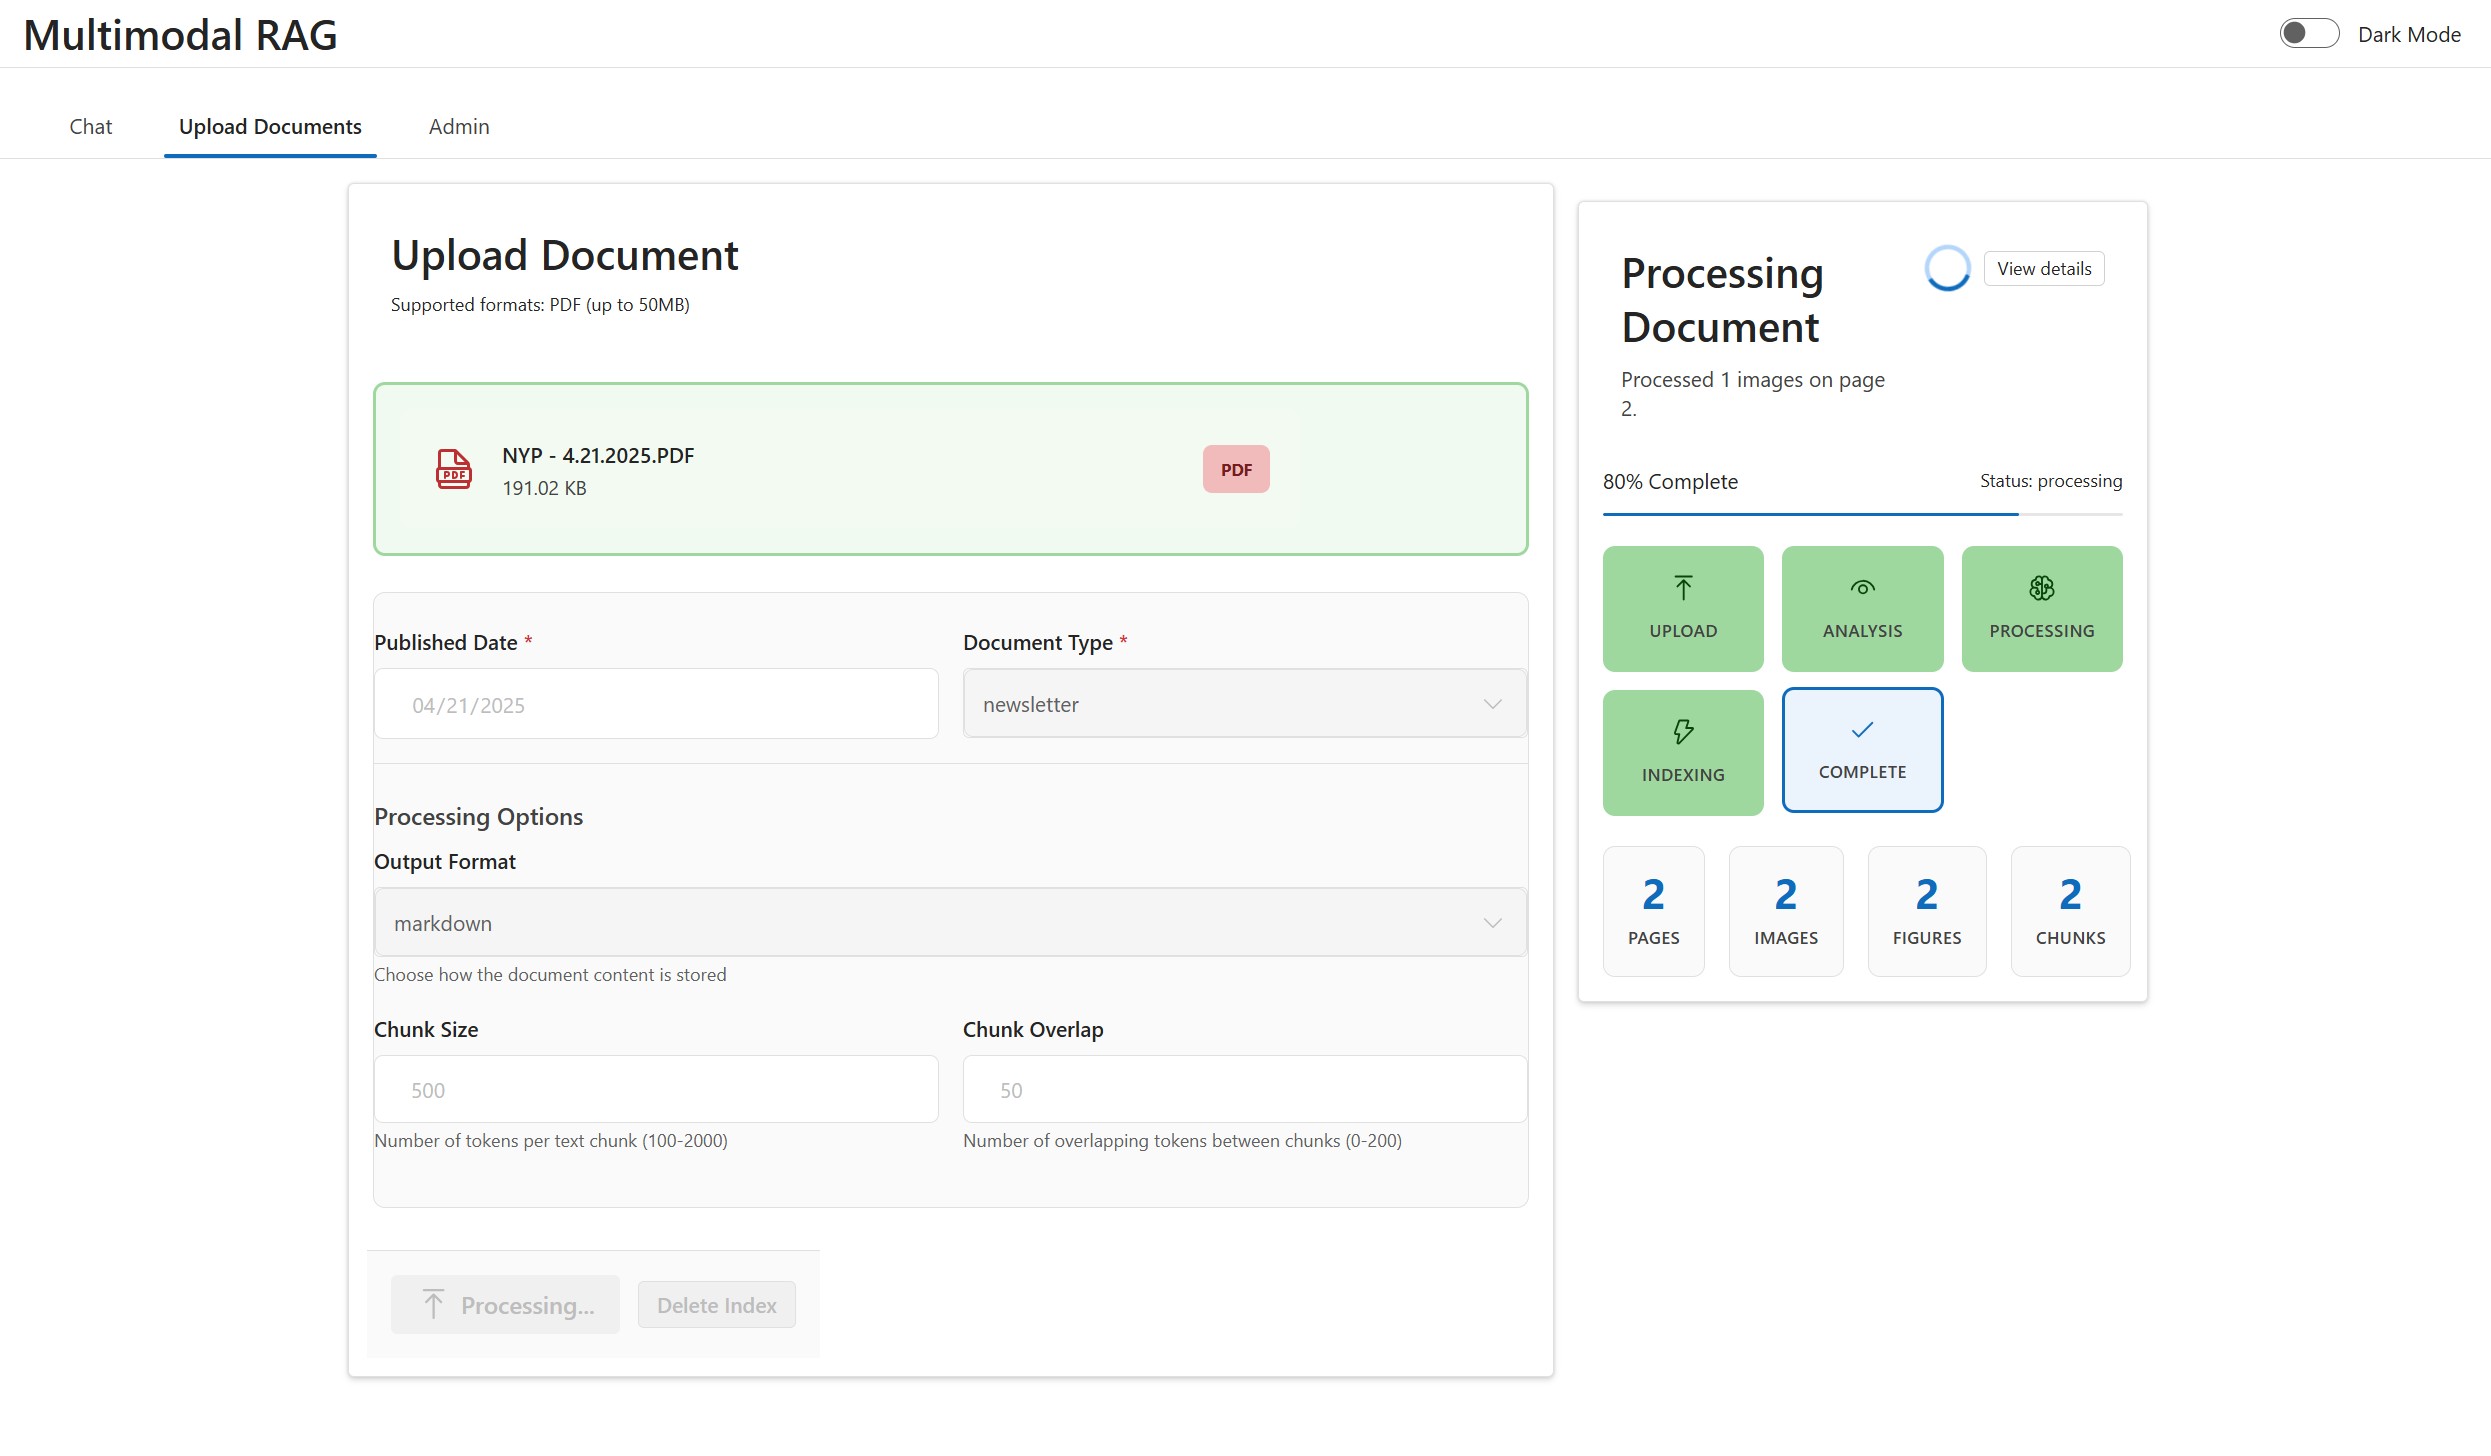 Multimodal RAG
Dark Mode
Chat
Upload Documents
Admin
Upload Document
Supported formats: PDF (up to 50MB)
PDF
NYP - 4.21.2025.PDF
191.02 KB
PDF
Published Date *
Document Type *
04/21/2025
newsletter
Processing Options
Output Format
markdown
Choose how the document content is stored
Chunk Size
Chunk Overlap
500
50
Number of tokens per text chunk (100-2000)
Number of overlapping tokens between chunks (0-200)
Processing...
Delete Index
Processing
Document
View details
Processed 1 images on page
2.
80% Complete
Status: processing
UPLOAD
ANALYSIS
PROCESSING
INDEXING
COMPLETE
2
PAGES
2
IMAGES
2
FIGURES
2
CHUNKS